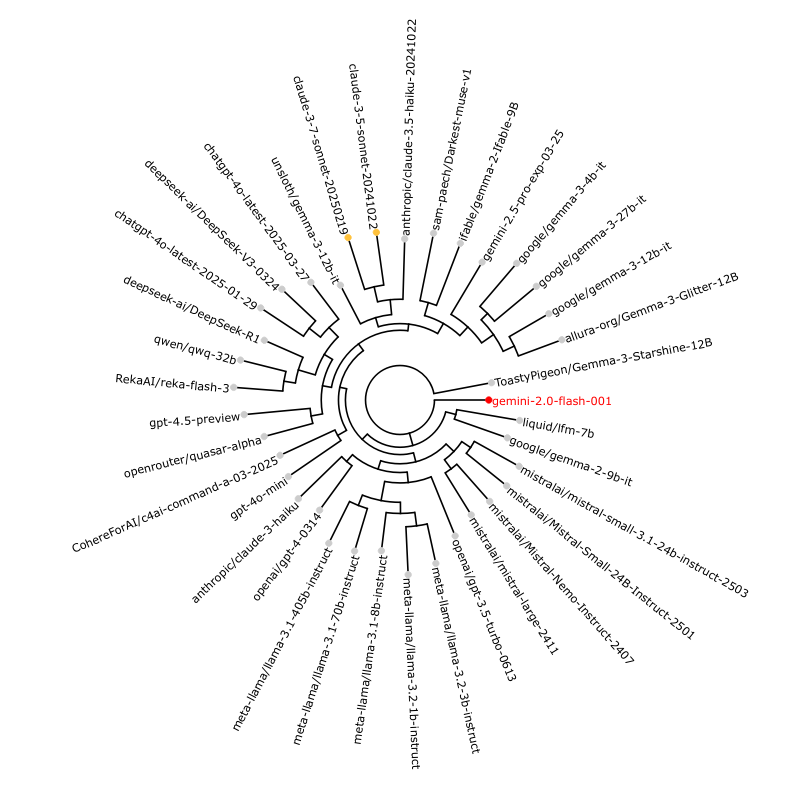 anthropic/claude-3.5-haiku-20241022
sam-paech/Darkest-muse-v1
ifable/gemma-2-Ifable-9B
gemini-2.5-pro-exp-03-25
google/gemma-3-4b-it
google/gemma-3-27b-it
google/gemma-3-12b-it
allura-org/Gemma-3-Glitter-12B
ToastyPigeon/Gemma-3-Starshine-12B
gemini-2.0-flash-001
liquid/lfm-7b
google/gemma-2-9b-it
mistralai/mistral-small-3.1-24b-instruct-2503
mistralai/Mistral-Small-24B-Instruct-2501
mistralai/Mistral-Nemo-Instruct-2407
mistralai/mistral-large-2411
openai/gpt-3.5-turbo-0613
meta-llama/llama-3.2-3b-instruct
meta-llama/llama-3.2-1b-instruct
meta-llama/llama-3.1-8b-instruct
meta-llama/llama-3.1-70b-instruct
meta-llama/llama-3.1-405b-instruct
openai/gpt-4-0314
anthropic/claude-3-haiku
gpt-4o-mini
CohereForAI/c4ai-command-a-03-2025
openrouter/quasar-alpha
gpt-4.5-preview
RekaAI/reka-flash-3
qwen/qwq-32b
deepseek-ai/DeepSeek-R1
chatgpt-4o-latest-2025-01-29
deepseek-ai/DeepSeek-V3-0324
chatgpt-4o-latest-2025-03-27
unsloth/gemma-3-12b-it
claude-3-7-sonnet-20250219
claude-3-5-sonnet-20241022